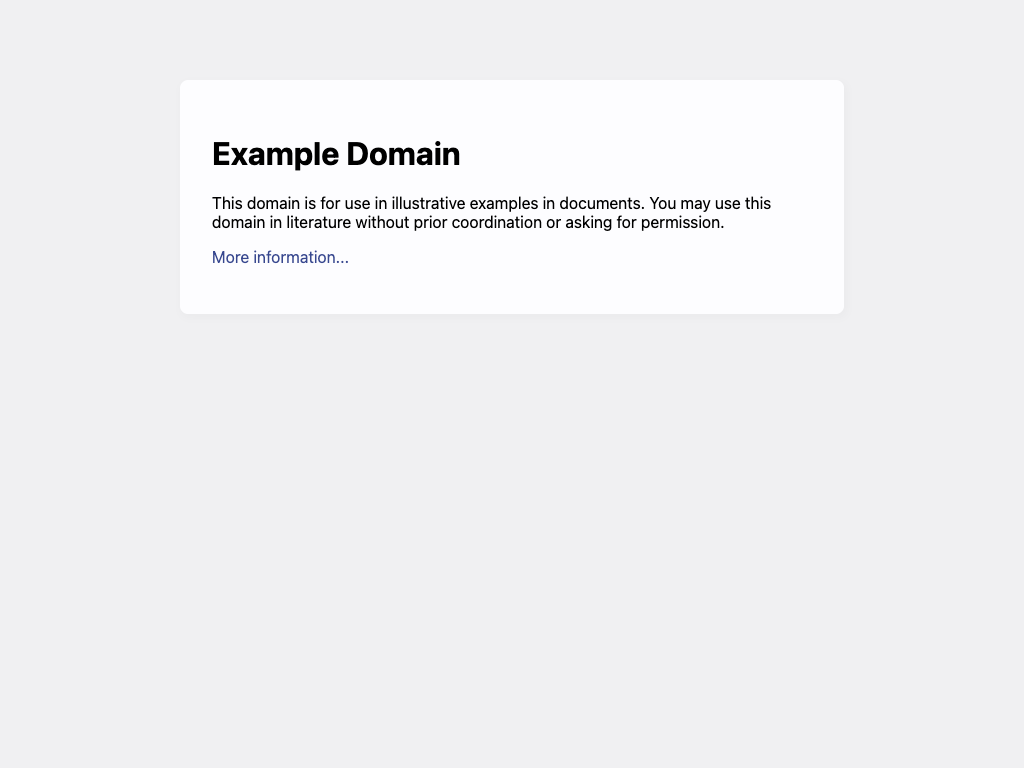 Example Domain
This domain is for use in illustrative examples in documents. You may use this
domain in literature without prior coordination or asking for permission.
More information...